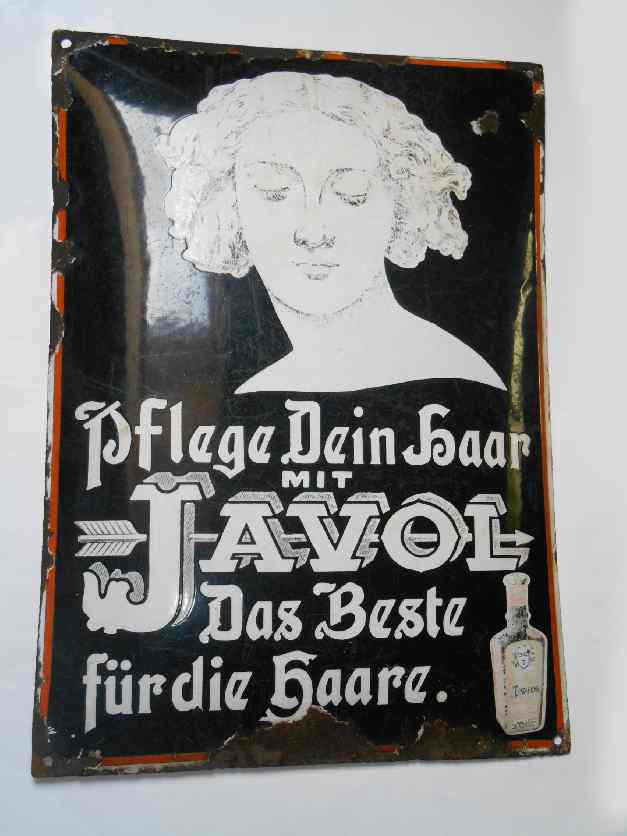 Pflege Dein Haar
MIT
JAVOL
Das Beste
für die Haare.